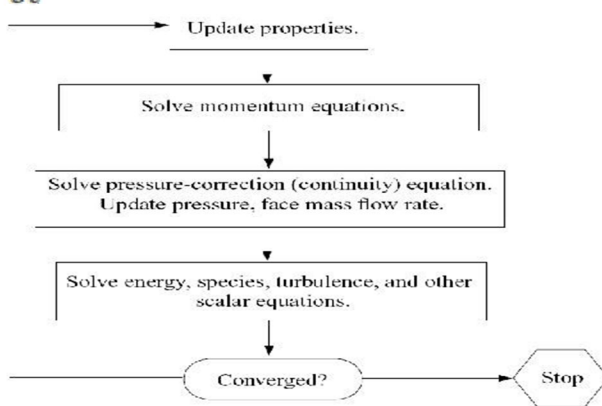 Update properties.
Solve momentum equations.
Solve pressure-correction (continuity) equation.
Update pressure, face mass flow rate.
Solve energy, species, turbulence, and other
scalar equations.
Converged?
Stop